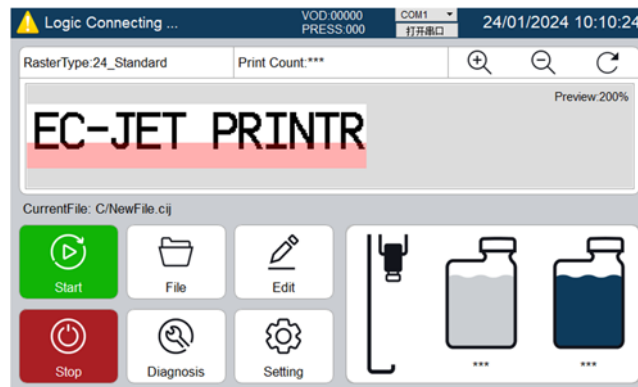 Logic Connecting ...
VOD:00000
PRESS:000
COM1
打开串口
24/01/2024 10:10:24
RasterType:24_Standard
Print Count:***
Preview:200%
EC-JET PRINTR
CurrentFile: C/NewFile.cij
Start
File
Edit
Stop
Diagnosis
Setting
***
***